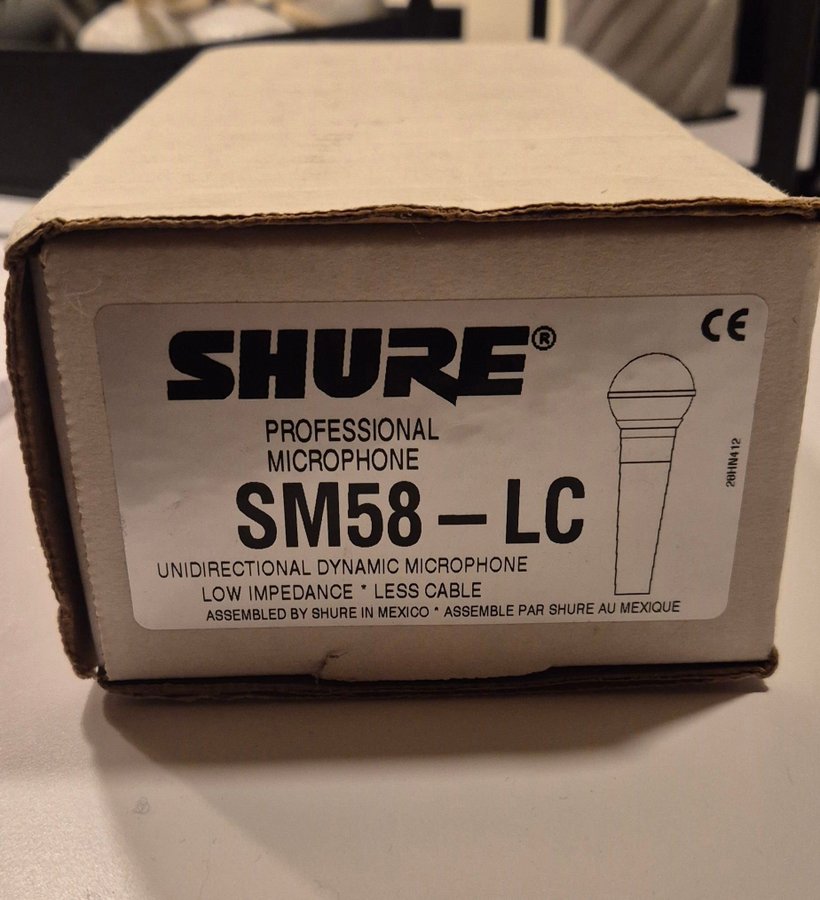 SHURE®
CE
PROFESSIONAL
MICROPHONE
SM58-LC
UNIDIRECTIONAL DYNAMIC MICROPHONE
LOW IMPEDANCE * LESS CABLE
ASSEMBLED BY SHURE IN MEXICO * ASSEMBLE PAR SHURE AU MEXIQUE
28HN412